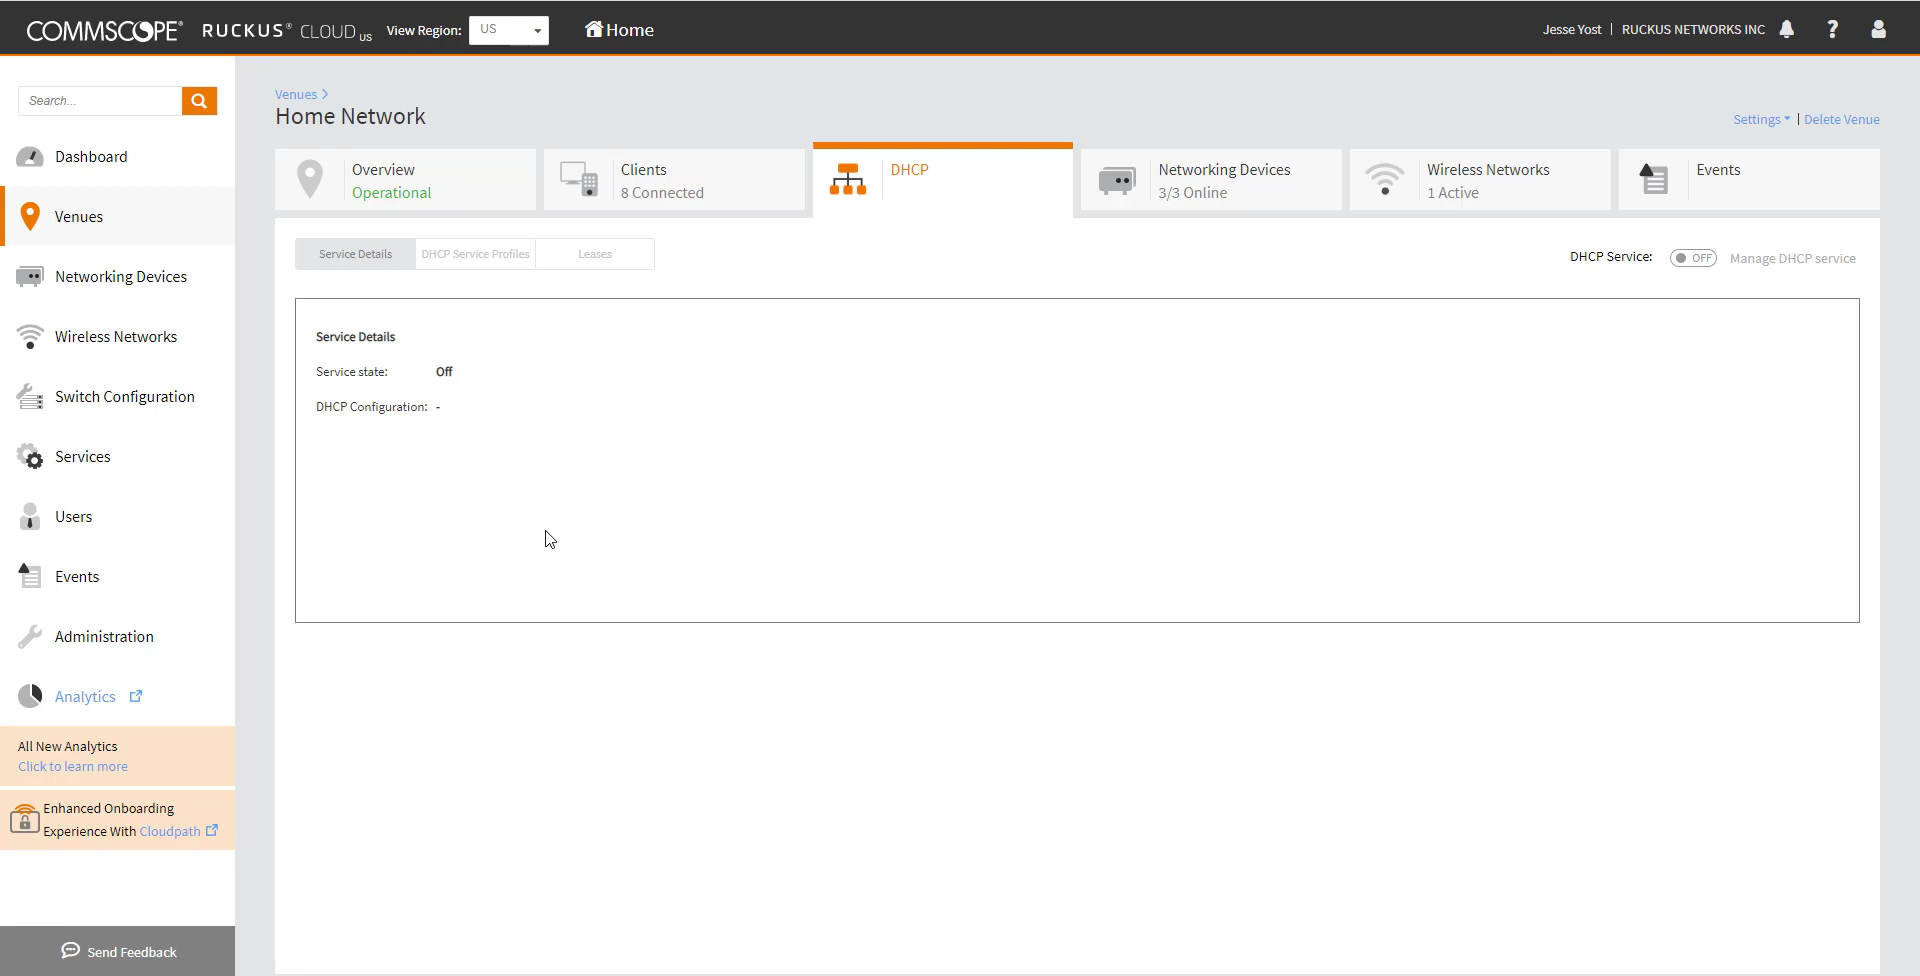 COMMSCOPE® RUCKUS® CLOUD US View Region: US Home Jesse Yost | RUCKUS NETWORKS INC ?
Search...
Dashboard
Venues
Networking Devices
Wireless Networks
Switch Configuration
Services
Users
Events
Administration
Analytics
All New Analytics
Click to learn more
Enhanced Onboarding
Experience With Cloudpath
Send Feedback
Venues >
Home Network
Settings | Delete Venue
Overview
Operational
Clients
8 Connected
DHCP
Networking Devices
3/3 Online
Wireless Networks
1 Active
Events
Service Details DHCP Service Profiles Leases
DHCP Service: OFF Manage DHCP service
Service Details
Service state: Off
DHCP Configuration: -